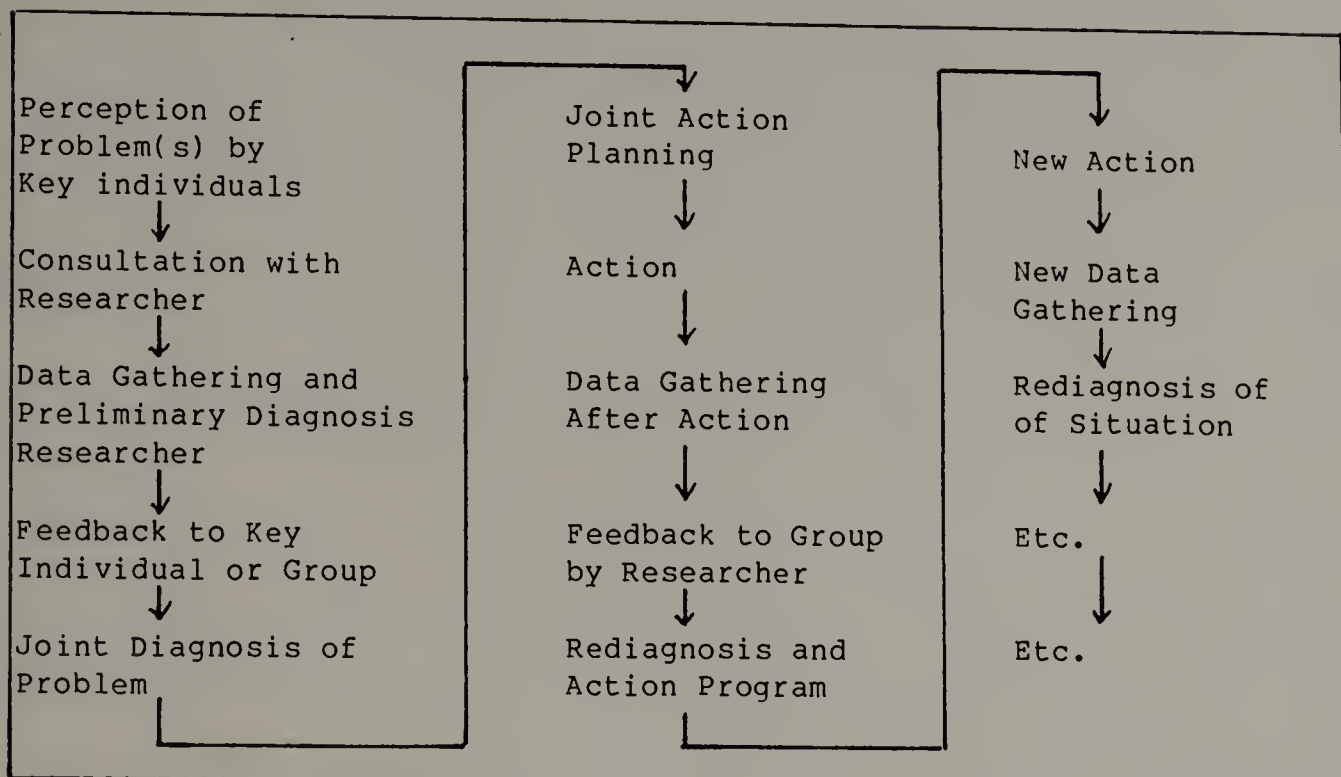 Perception of
Problem(s) by
Key individuals
Consultation with
Researcher
Data Gathering and
Preliminary Diagnosis
Researcher
Feedback to Key
Individual or Group
Joint Diagnosis of
Problem
Joint Action
Planning
Action
Data Gathering
After Action
Feedback to Group
by Researcher
Rediagnosis and
Action Program
New Action
New Data
Gathering
Rediagnosis of
of Situation
Etc.
Etc.